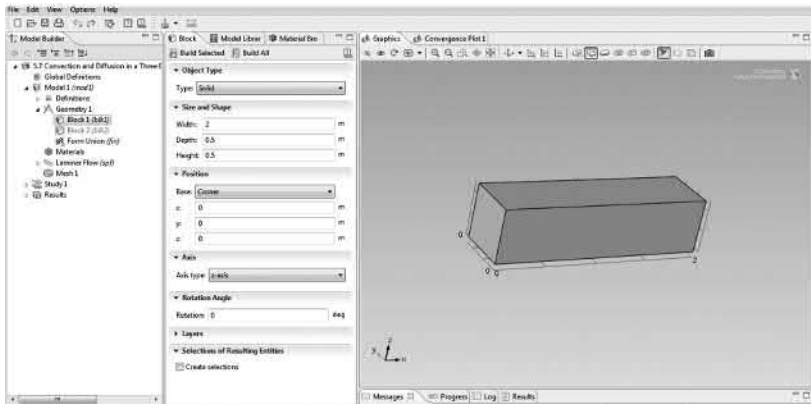 File Edit View Options Help
Model Builder
5.7 Convection and Diffusion in a Three-D
Global Definitions
Model 1 (mod1)
Definitions
Geometry 1
Block 1 (blk1)
Block 2 (blk2)
Form Union (fin)
Materials
Laminar Flow (spf)
Mesh 1
Study 1
Results
Block Model Librar Material Bro
Build Selected Build All
Object Type
Type: Solid
Size and Shape
Width: 2 m
Depth: 0.5 m
Height: 0.5 m
Position
Base: Corner
x: 0 m
y: 0 m
z: 0 m
Axis
Axis type: z-axis
Rotation Angle
Rotation: 0 deg
Layers
Selections of Resulting Entities
Create selections
Graphics Convergence Plot 1
0
0 0
2
z
y
x
Messages Progress Log Results